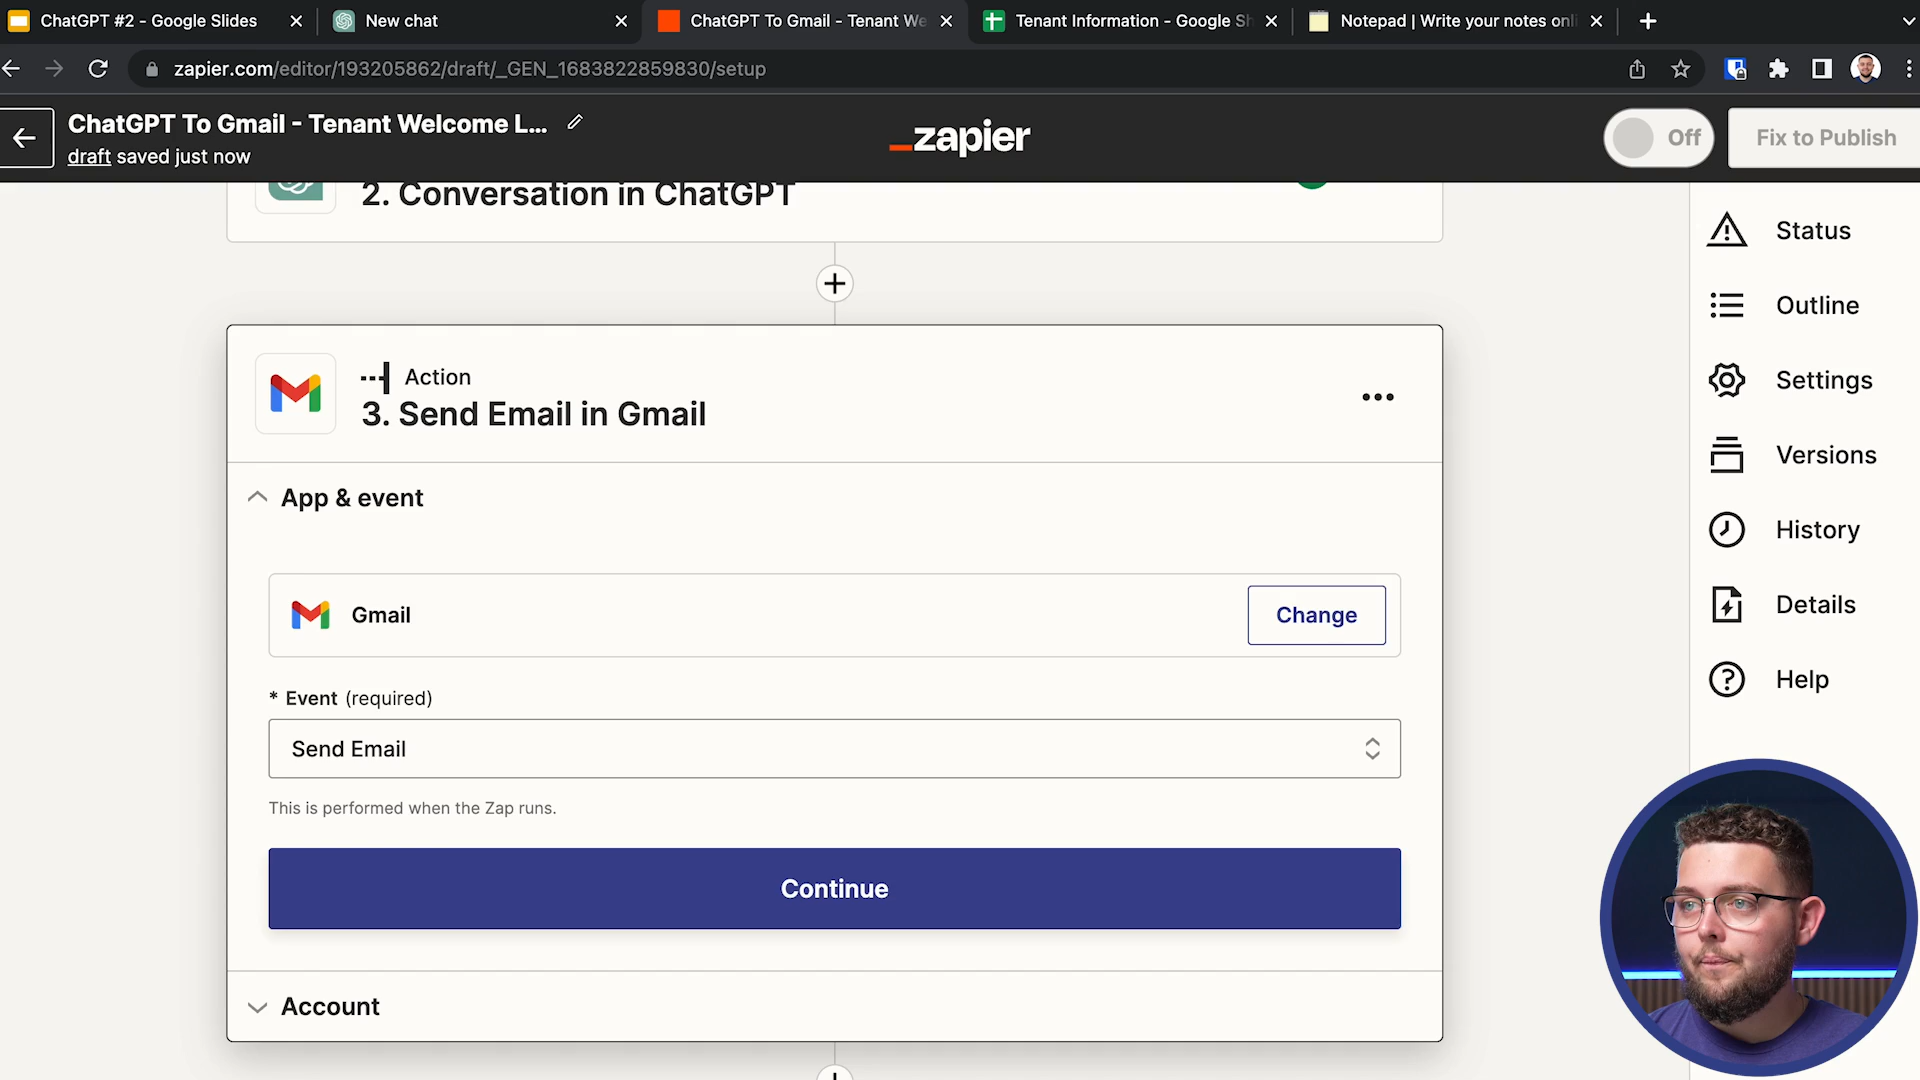 ChatGPT #2 - Google Slides
New chat
ChatGPT To Gmail - Tenant We
Tenant Information - Google Sh
Notepad | Write your notes onli
zapier.com/editor/193205862/draft/_GEN_1683822859830/setup
ChatGPT To Gmail - Tenant Welcome L...
draft saved just now
_zapier
Off
Fix to Publish
2. Conversation in ChatGPT
Action
3. Send Email in Gmail
App & event
Gmail
Change
* Event (required)
Send Email
This is performed when the Zap runs.
Continue
Account
Status
Outline
Settings
Versions
History
Details
Help